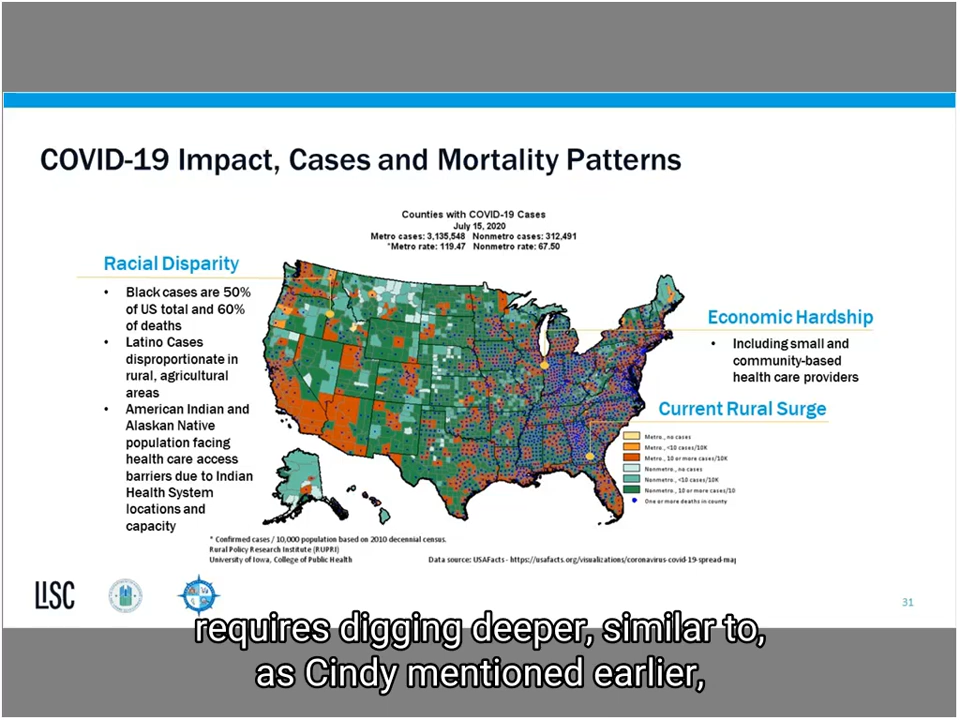 COVID-19 Impact, Cases and Mortality Patterns
Counties with COVID-19 Cases
July 15, 2020
Metro cases: 3,135,548 Nonmetro cases: 312,491
*Metro rate: 119.47 Nonmetro rate: 67.50
Racial Disparity
• Black cases are 50%
of US total and 60%
of deaths
• Latino Cases
disproportionate in
rural, agricultural
areas
• American Indian and
Alaskan Native
population facing
health care access
barriers due to Indian
Health System
locations and
capacity
Economic Hardship
• Including small and
community-based
health care providers
Current Rural Surge
Metro, no cases
Metro, <10 cases/10K
Metro, 10 or more cases/10K
Nonmetro, no cases
Nonmetro, <10 cases/10K
Nonmetro, 10 or more cases/10
One or more deaths in county
* Confirmed cases / 10,000 population based on 2010 decennial census.
Rural Policy Research Institute (RUPRI)
University of Iowa, College of Public Health
Data source: USAFacts - https://usafacts.org/visualizations/coronavirus-covid-19-spread-map
LISC
31
requires digging deeper, similar to,
as Cindy mentioned earlier,